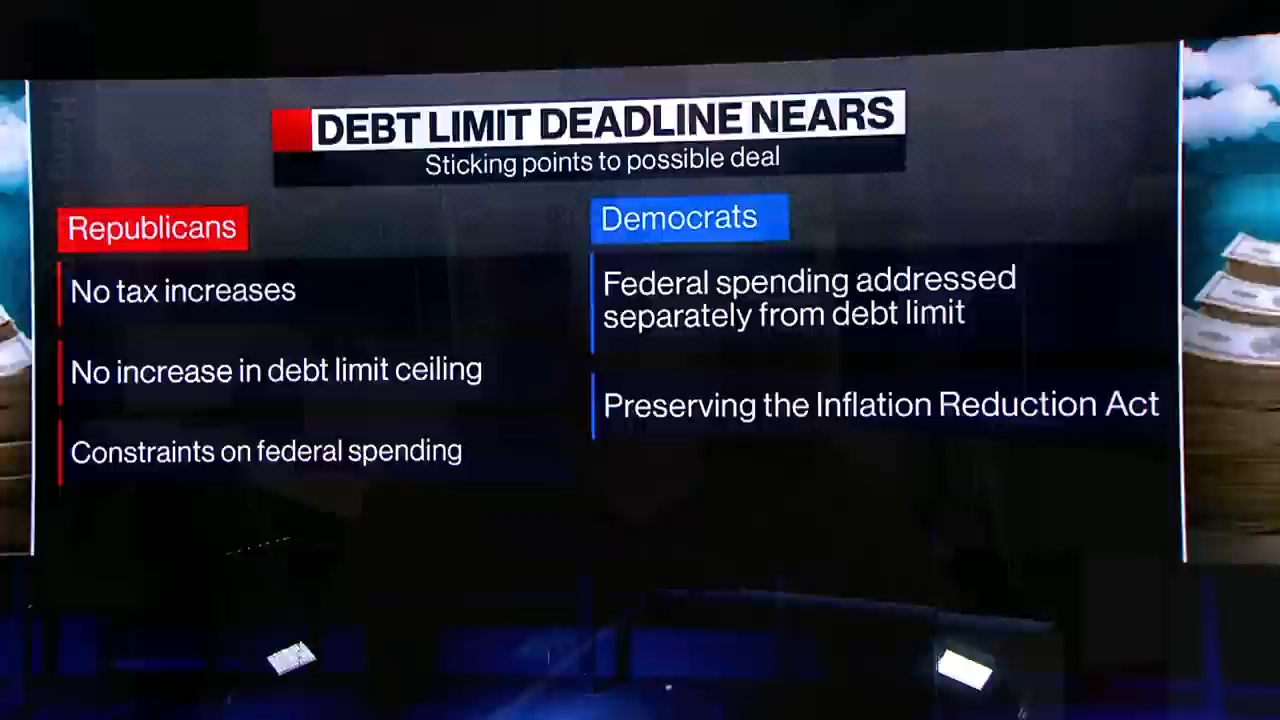 DEBT LIMIT DEADLINE NEARS
Sticking points to possible deal
Republicans
No tax increases
No increase in debt limit ceiling
Constraints on federal spending
Democrats
Federal spending addressed
separately from debt limit
Preserving the Inflation Reduction Act